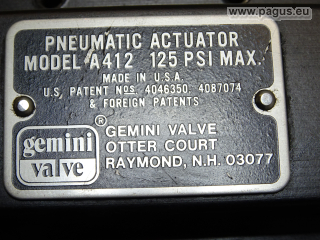 © www.pagus.eu
PNEUMATIC ACTUATOR
MODEL A412 125 PSI MAX.
MADE IN U.S.A.
U.S. PATENT NOS 4046350, 4087074
& FOREIGN PATENTS
gemini ®
valve
GEMINI VALVE
OTTER COURT
RAYMOND, N.H. 03077